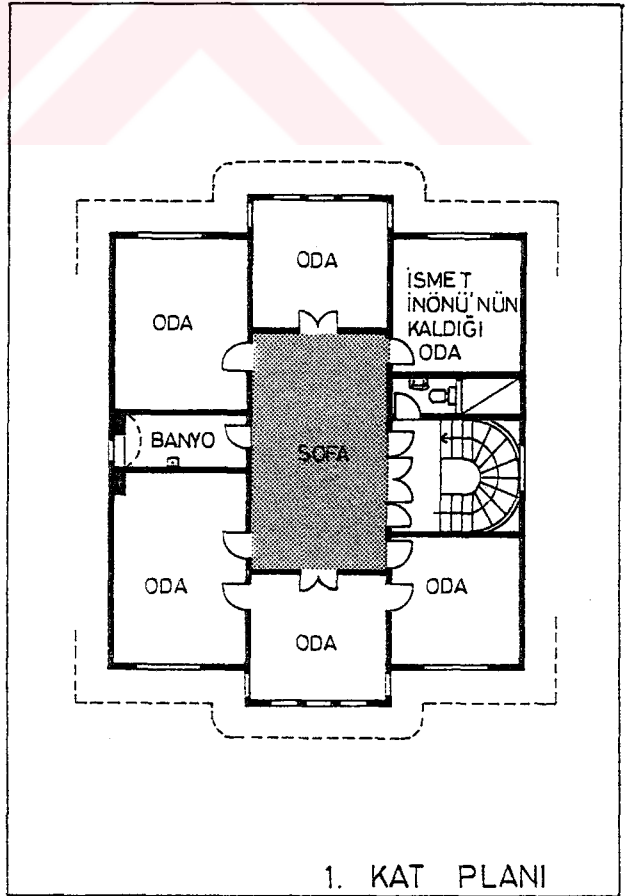 ODA
İSMET
İNÖNÜ'NÜN
KALDIĞI
ODA
ODA
BANYO
SOFA
ODA
ODA
ODA
1. KAT PLANI